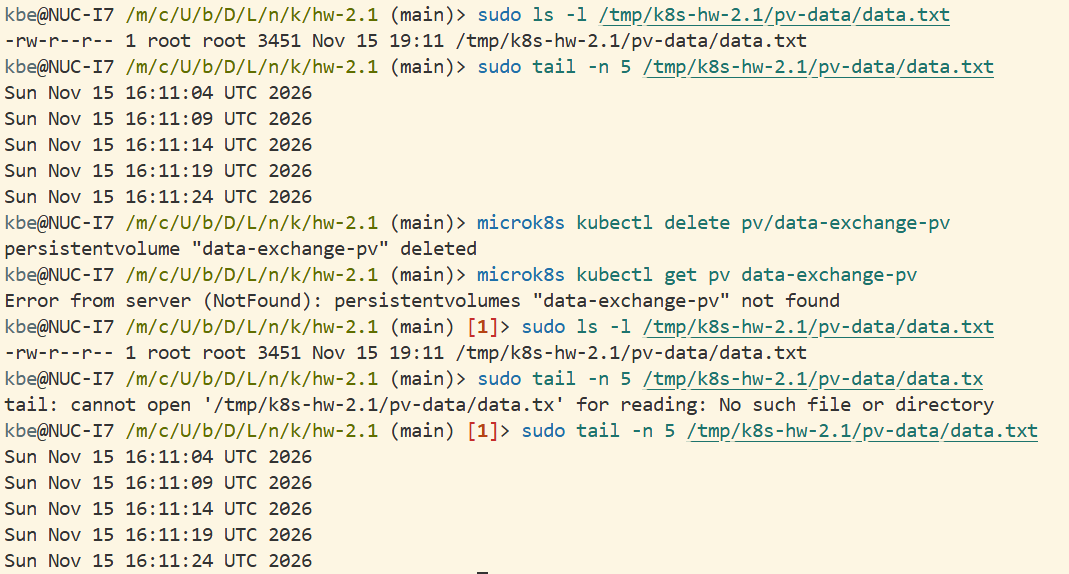 kbe@NUC-I7 /m/c/U/b/D/L/n/k/hw-2.1 (main)> sudo ls -l /tmp/k8s-hw-2.1/pv-data/data.txt
-rw-r--r-- 1 root root 3451 Nov 15 19:11 /tmp/k8s-hw-2.1/pv-data/data.txt
kbe@NUC-I7 /m/c/U/b/D/L/n/k/hw-2.1 (main)> sudo tail -n 5 /tmp/k8s-hw-2.1/pv-data/data.txt
Sun Nov 15 16:11:04 UTC 2026
Sun Nov 15 16:11:09 UTC 2026
Sun Nov 15 16:11:14 UTC 2026
Sun Nov 15 16:11:19 UTC 2026
Sun Nov 15 16:11:24 UTC 2026
kbe@NUC-I7 /m/c/U/b/D/L/n/k/hw-2.1 (main)> microk8s kubectl delete pv/data-exchange-pv
persistentvolume "data-exchange-pv" deleted
kbe@NUC-I7 /m/c/U/b/D/L/n/k/hw-2.1 (main)> microk8s kubectl get pv data-exchange-pv
Error from server (NotFound): persistentvolumes "data-exchange-pv" not found
kbe@NUC-I7 /m/c/U/b/D/L/n/k/hw-2.1 (main) [1]> sudo ls -l /tmp/k8s-hw-2.1/pv-data/data.txt
-rw-r--r-- 1 root root 3451 Nov 15 19:11 /tmp/k8s-hw-2.1/pv-data/data.txt
kbe@NUC-I7 /m/c/U/b/D/L/n/k/hw-2.1 (main)> sudo tail -n 5 /tmp/k8s-hw-2.1/pv-data/data.tx
tail: cannot open '/tmp/k8s-hw-2.1/pv-data/data.tx' for reading: No such file or directory
kbe@NUC-I7 /m/c/U/b/D/L/n/k/hw-2.1 (main) [1]> sudo tail -n 5 /tmp/k8s-hw-2.1/pv-data/data.txt
Sun Nov 15 16:11:04 UTC 2026
Sun Nov 15 16:11:09 UTC 2026
Sun Nov 15 16:11:14 UTC 2026
Sun Nov 15 16:11:19 UTC 2026
Sun Nov 15 16:11:24 UTC 2026